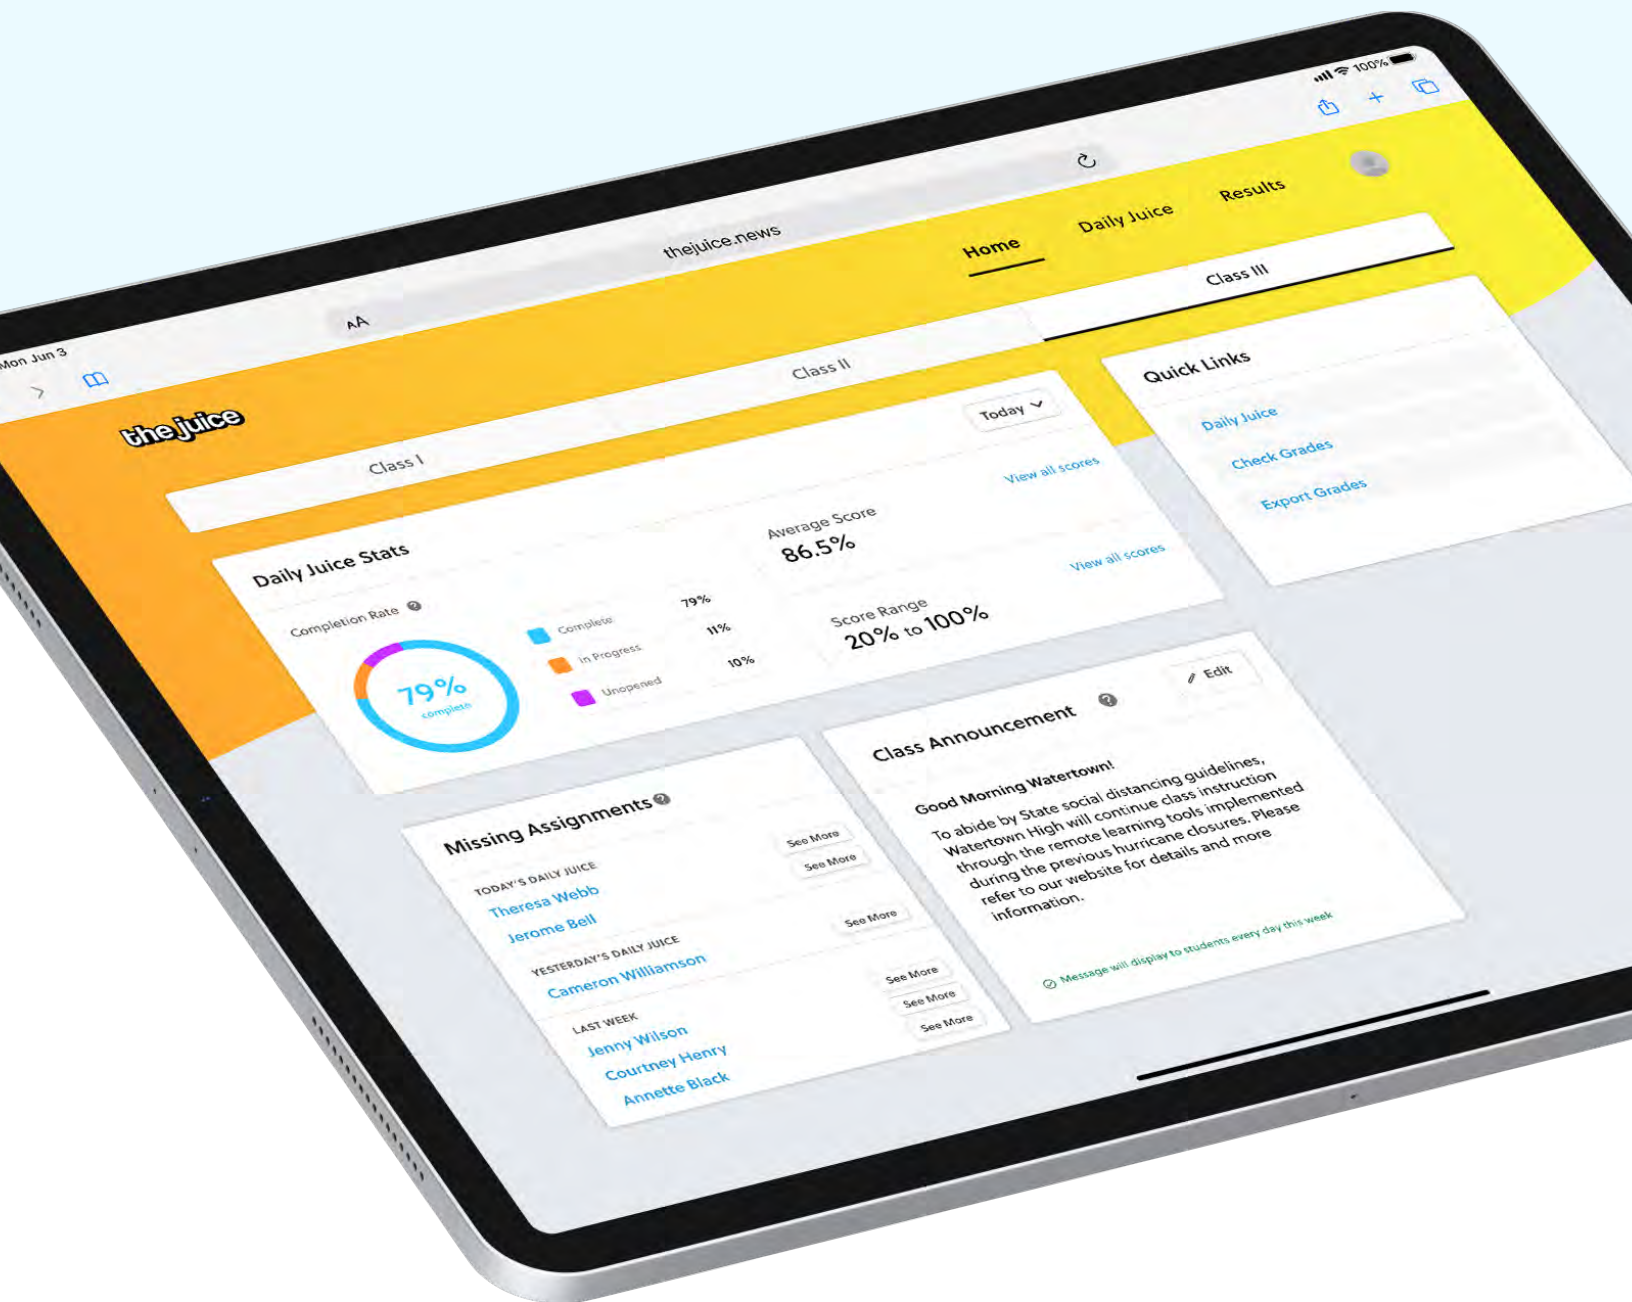 Mon Jun 3
100%
AA
thejuice.news
the juice
Home
Daily Juice
Results
Class I
Class II
Class III
Daily Juice Stats
Today
Completion Rate
79%
complete
Complete 79%
In Progress 11%
Unopened 10%
Average Score
86.5%
View all scores
Score Range
20% to 100%
View all scores
Quick Links
Daily Juice
Check Grades
Export Grades
Missing Assignments
TODAY'S DAILY JUICE
Theresa Webb See More
Jerome Bell See More
YESTERDAY'S DAILY JUICE
Cameron Williamson See More
LAST WEEK
Jenny Wilson See More
Courtney Henry See More
Annette Black See More
Class Announcement
Edit
Good Morning Watertown!
To abide by State social distancing guidelines,
Watertown High will continue class instruction
through the remote learning tools implemented
during the previous hurricane closures. Please
refer to our website for details and more
information.
Message will display to students every day this week